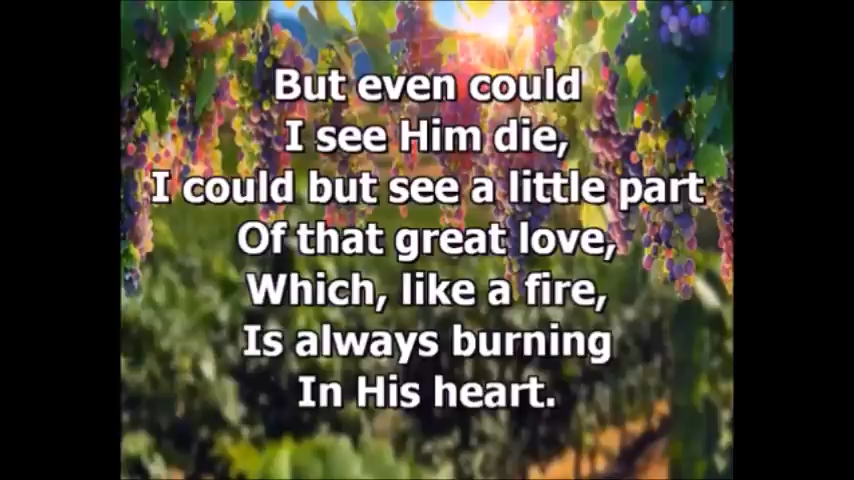 But even could
I see Him die,
I could but see a little part
Of that great love,
Which, like a fire,
Is always burning
In His heart.